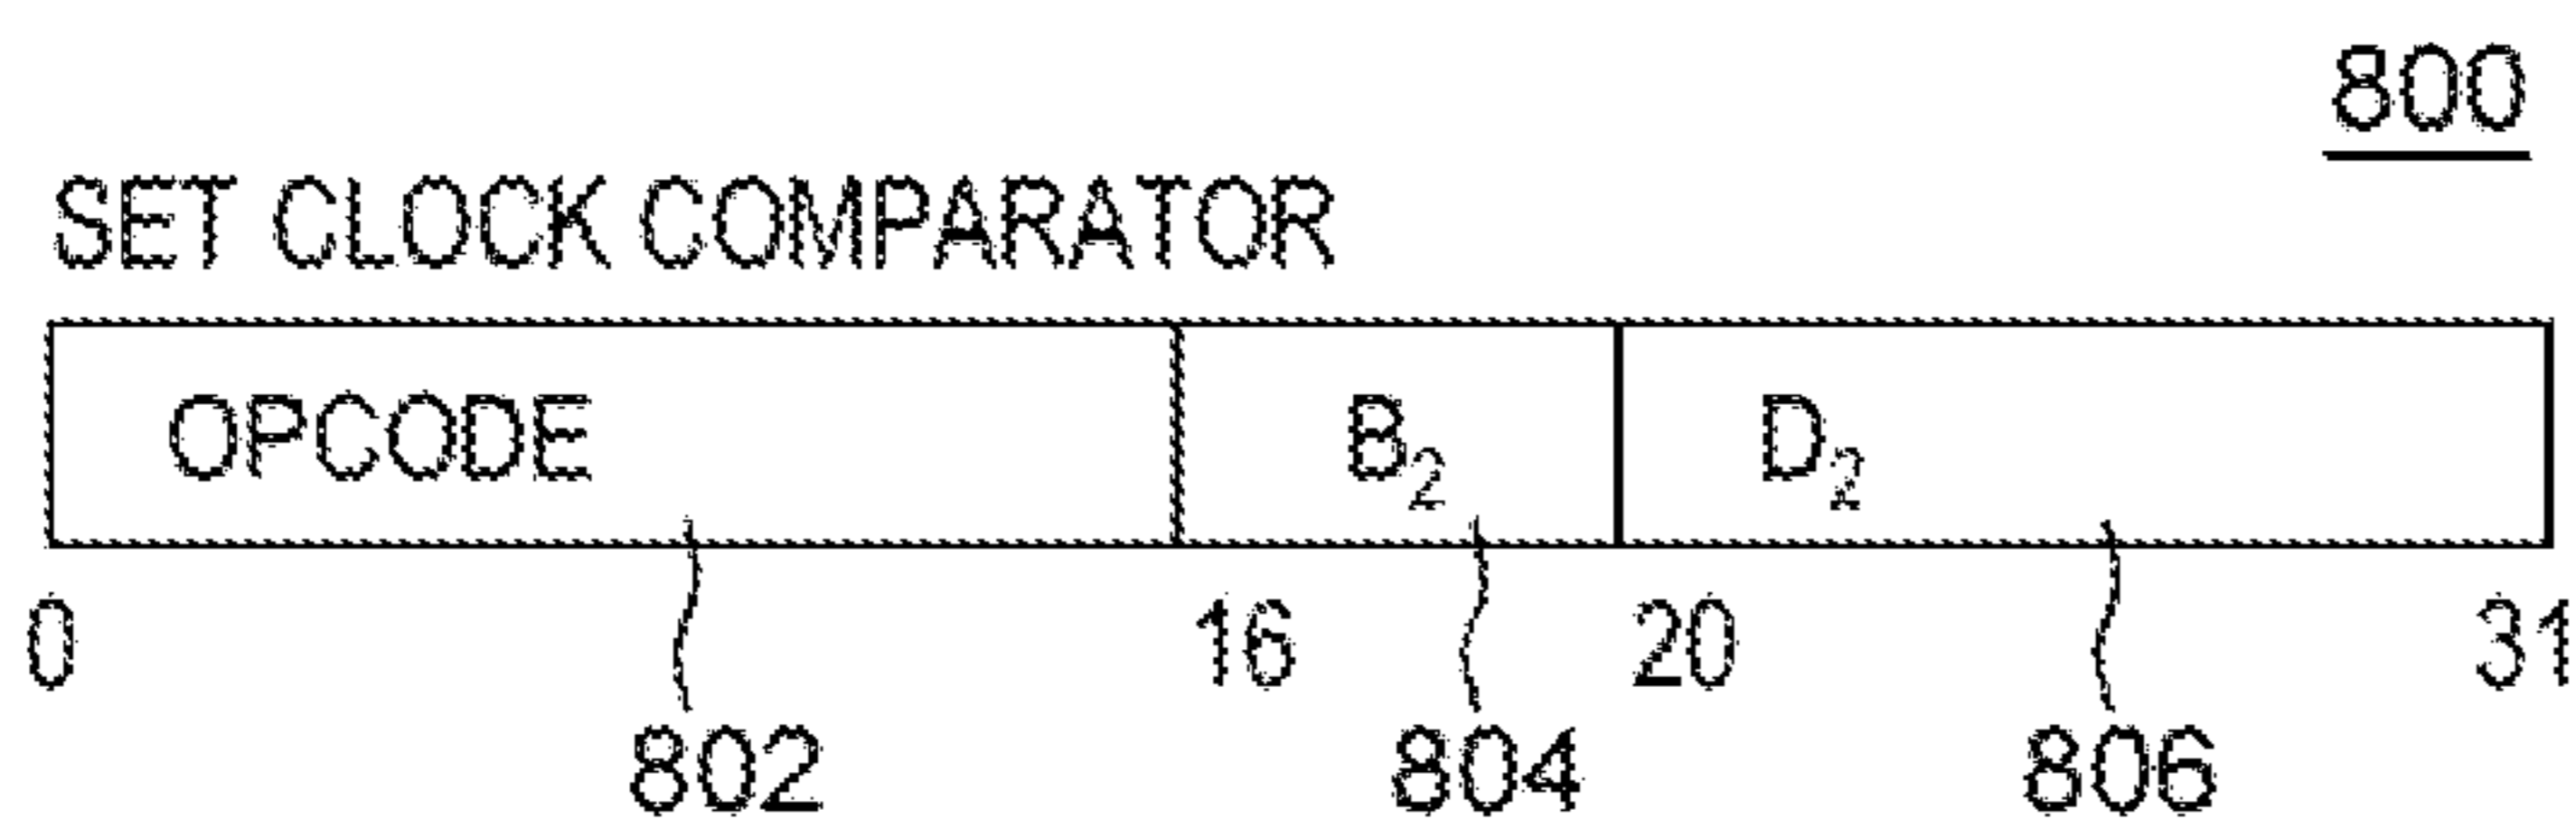 800
SET CLOCK COMPARATOR
OPCODE B₂ D₂
0 16 20 31
802 804 806